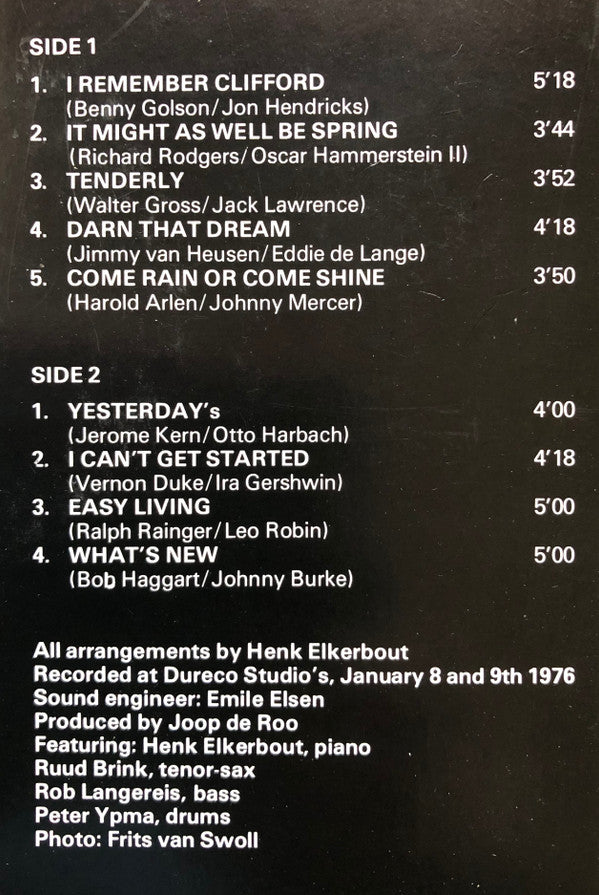 SIDE 1
1. I REMEMBER CLIFFORD 5'18
(Benny Golson/Jon Hendricks)
2. IT MIGHT AS WELL BE SPRING 3'44
(Richard Rodgers/Oscar Hammerstein II)
3. TENDERLY 3'52
(Walter Gross/Jack Lawrence)
4. DARN THAT DREAM 4'18
(Jimmy van Heusen/Eddie de Lange)
5. COME RAIN OR COME SHINE 3'50
(Harold Arlen/Johnny Mercer)
SIDE 2
1. YESTERDAY's 4'00
(Jerome Kern/Otto Harbach)
2. I CAN'T GET STARTED 4'18
(Vernon Duke/Ira Gershwin)
3. EASY LIVING 5'00
(Ralph Rainger/Leo Robin)
4. WHAT'S NEW 5'00
(Bob Haggart/Johnny Burke)
All arrangements by Henk Elkerbout
Recorded at Dureco Studio's, January 8 and 9th 1976
Sound engineer: Emile Elsen
Produced by Joop de Roo
Featuring: Henk Elkerbout, piano
Ruud Brink, tenor-sax
Rob Langereis, bass
Peter Ypma, drums
Photo: Frits van Swoll